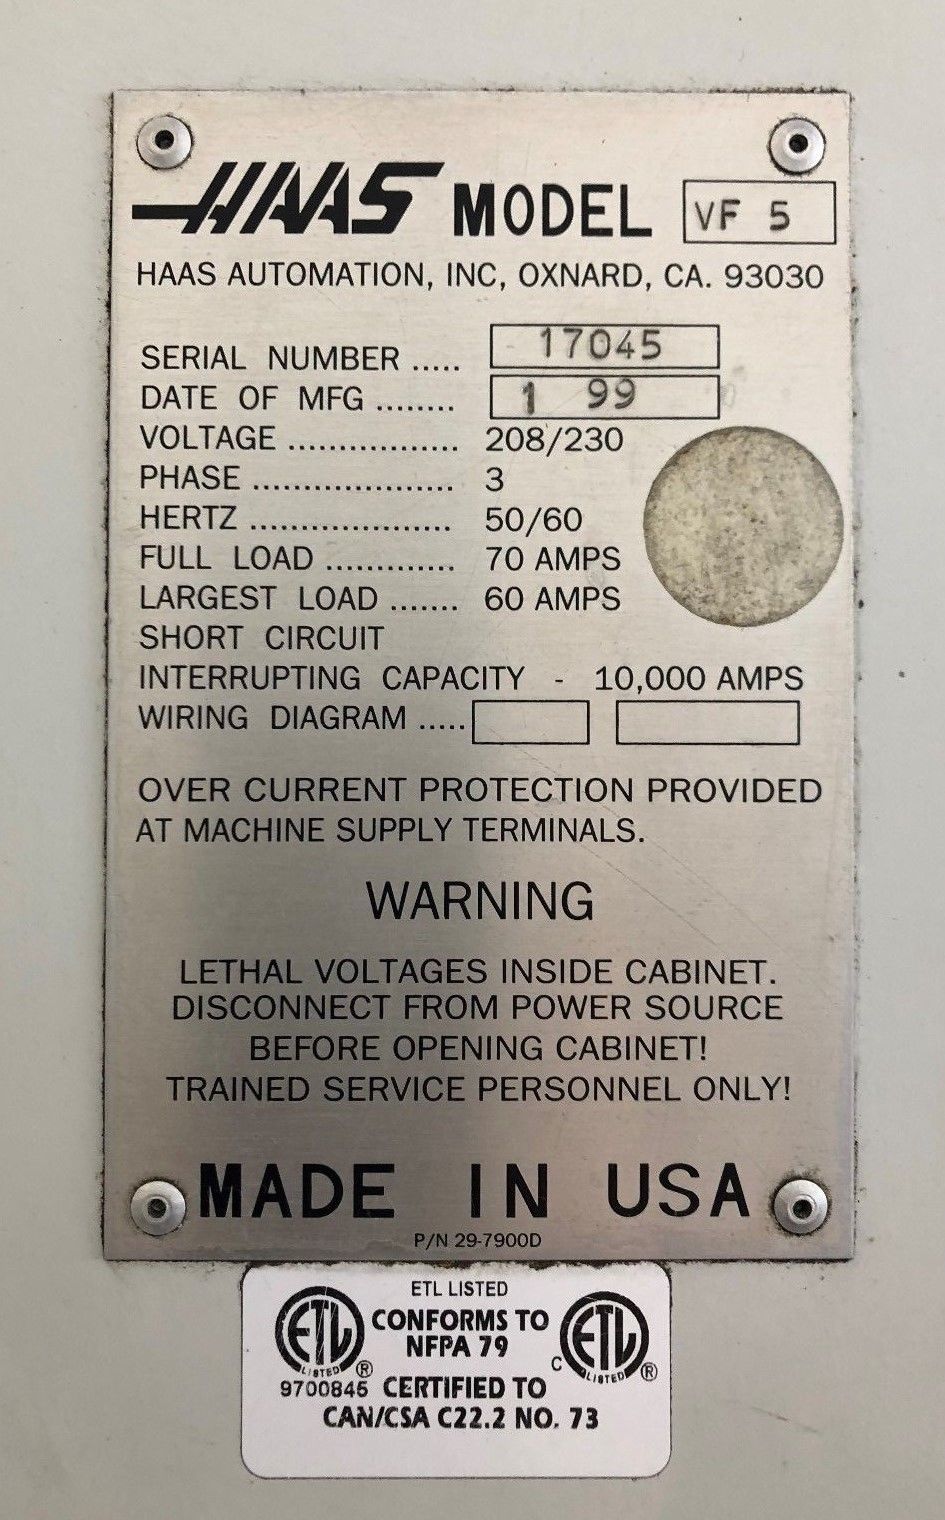 HAAS MODEL VF 5
HAAS AUTOMATION, INC, OXNARD, CA. 93030
SERIAL NUMBER ..... 17045
DATE OF MFG ........ 1 99
VOLTAGE ................. 208/230
PHASE .................... 3
HERTZ .................... 50/60
FULL LOAD ............. 70 AMPS
LARGEST LOAD ....... 60 AMPS
SHORT CIRCUIT
INTERRUPTING CAPACITY - 10,000 AMPS
WIRING DIAGRAM .....
OVER CURRENT PROTECTION PROVIDED
AT MACHINE SUPPLY TERMINALS.
WARNING
LETHAL VOLTAGES INSIDE CABINET.
DISCONNECT FROM POWER SOURCE
BEFORE OPENING CABINET!
TRAINED SERVICE PERSONNEL ONLY!
MADE IN USA
P/N 29-7900D
ETL LISTED
ETL LISTED ® CONFORMS TO
NFPA 79
C ETL LISTED ®
9700845 CERTIFIED TO
CAN/CSA C22.2 NO. 73